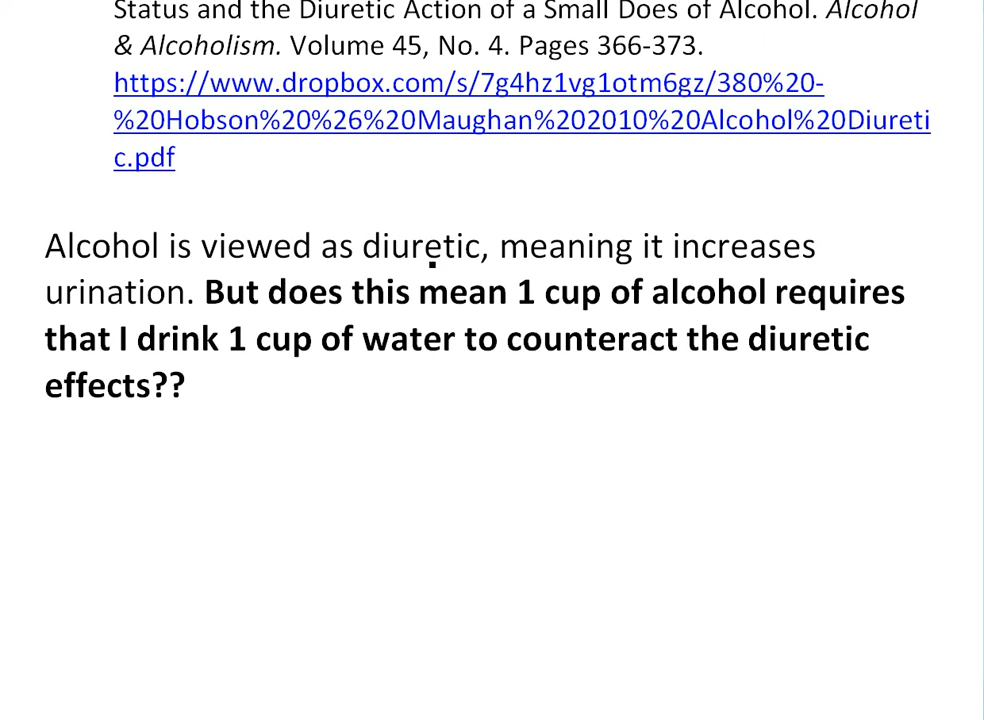 Status and the Diuretic Action of a Small Does of Alcohol. Alcohol
& Alcoholism. Volume 45, No. 4. Pages 366-373.
https://www.dropbox.com/s/7g4hz1vg1otm6gz/380%20-
%20Hobson%20%26%20Maughan%202010%20Alcohol%20Diureti
c.pdf
Alcohol is viewed as diuretic, meaning it increases
urination. But does this mean 1 cup of alcohol requires
that I drink 1 cup of water to counteract the diuretic
effects??